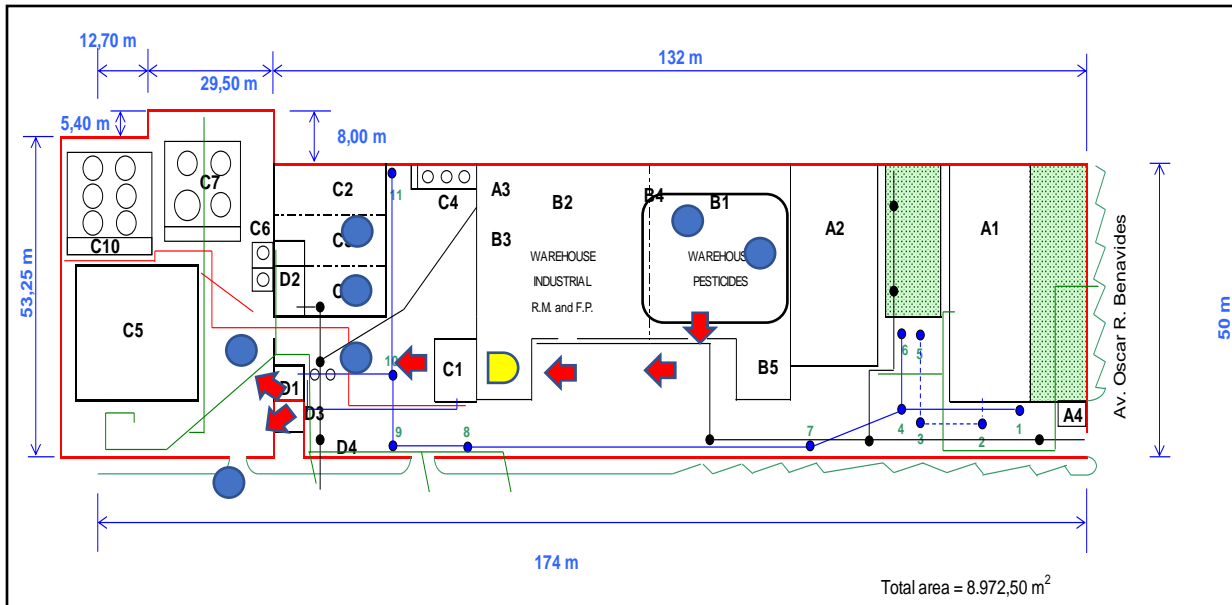 12,70 m
132 m
29,50 m
5,40 m
8,00 m
C7
C2
A3
B4
B1
C10
11
C4
B2
A2
A1
C6
B3
WAREHOUSE
INDUSTRIAL
R.M. and F.P.
PESTICIDES
D2
53,25 m
50 m
Av. Oscar R. Benavides
C5
6
5
10
C1
B5
D1
D3
A4
D4
9
8
7
4
3
2
1
174 m
Total area = 8.972,50 m²